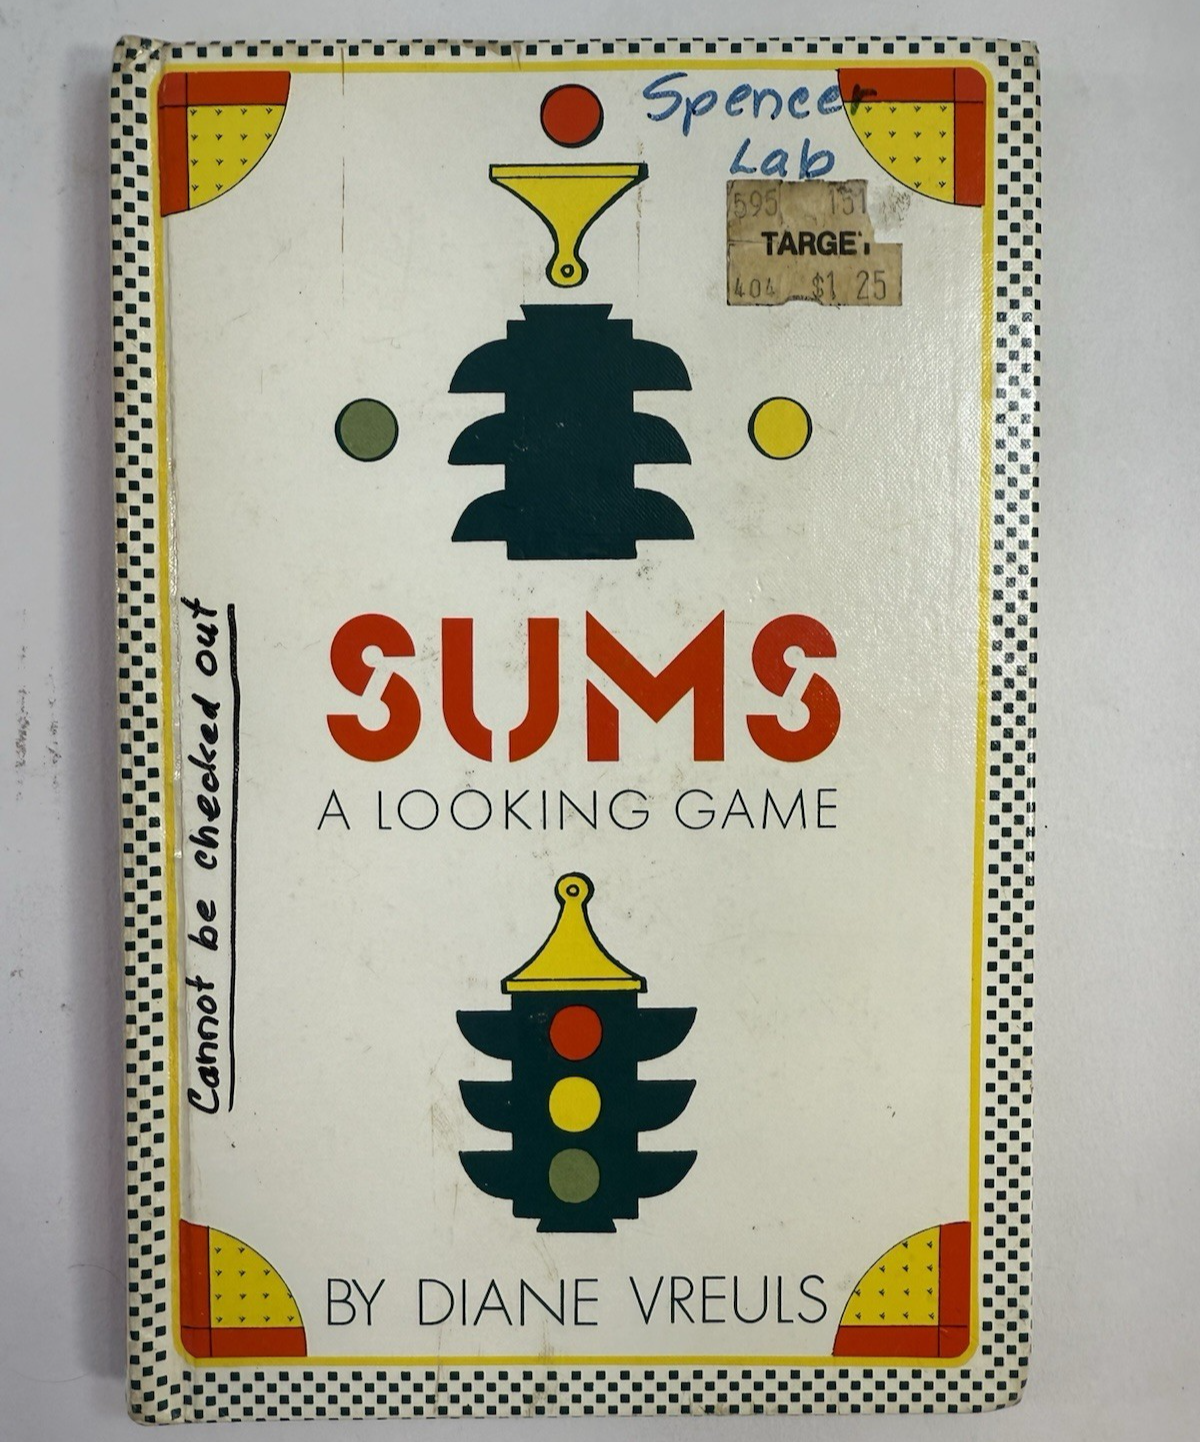 Spencer
Lab
595 151
TARGET
404 $1 25
Cannot be checked out
SUMS
A LOOKING GAME
BY DIANE VREULS